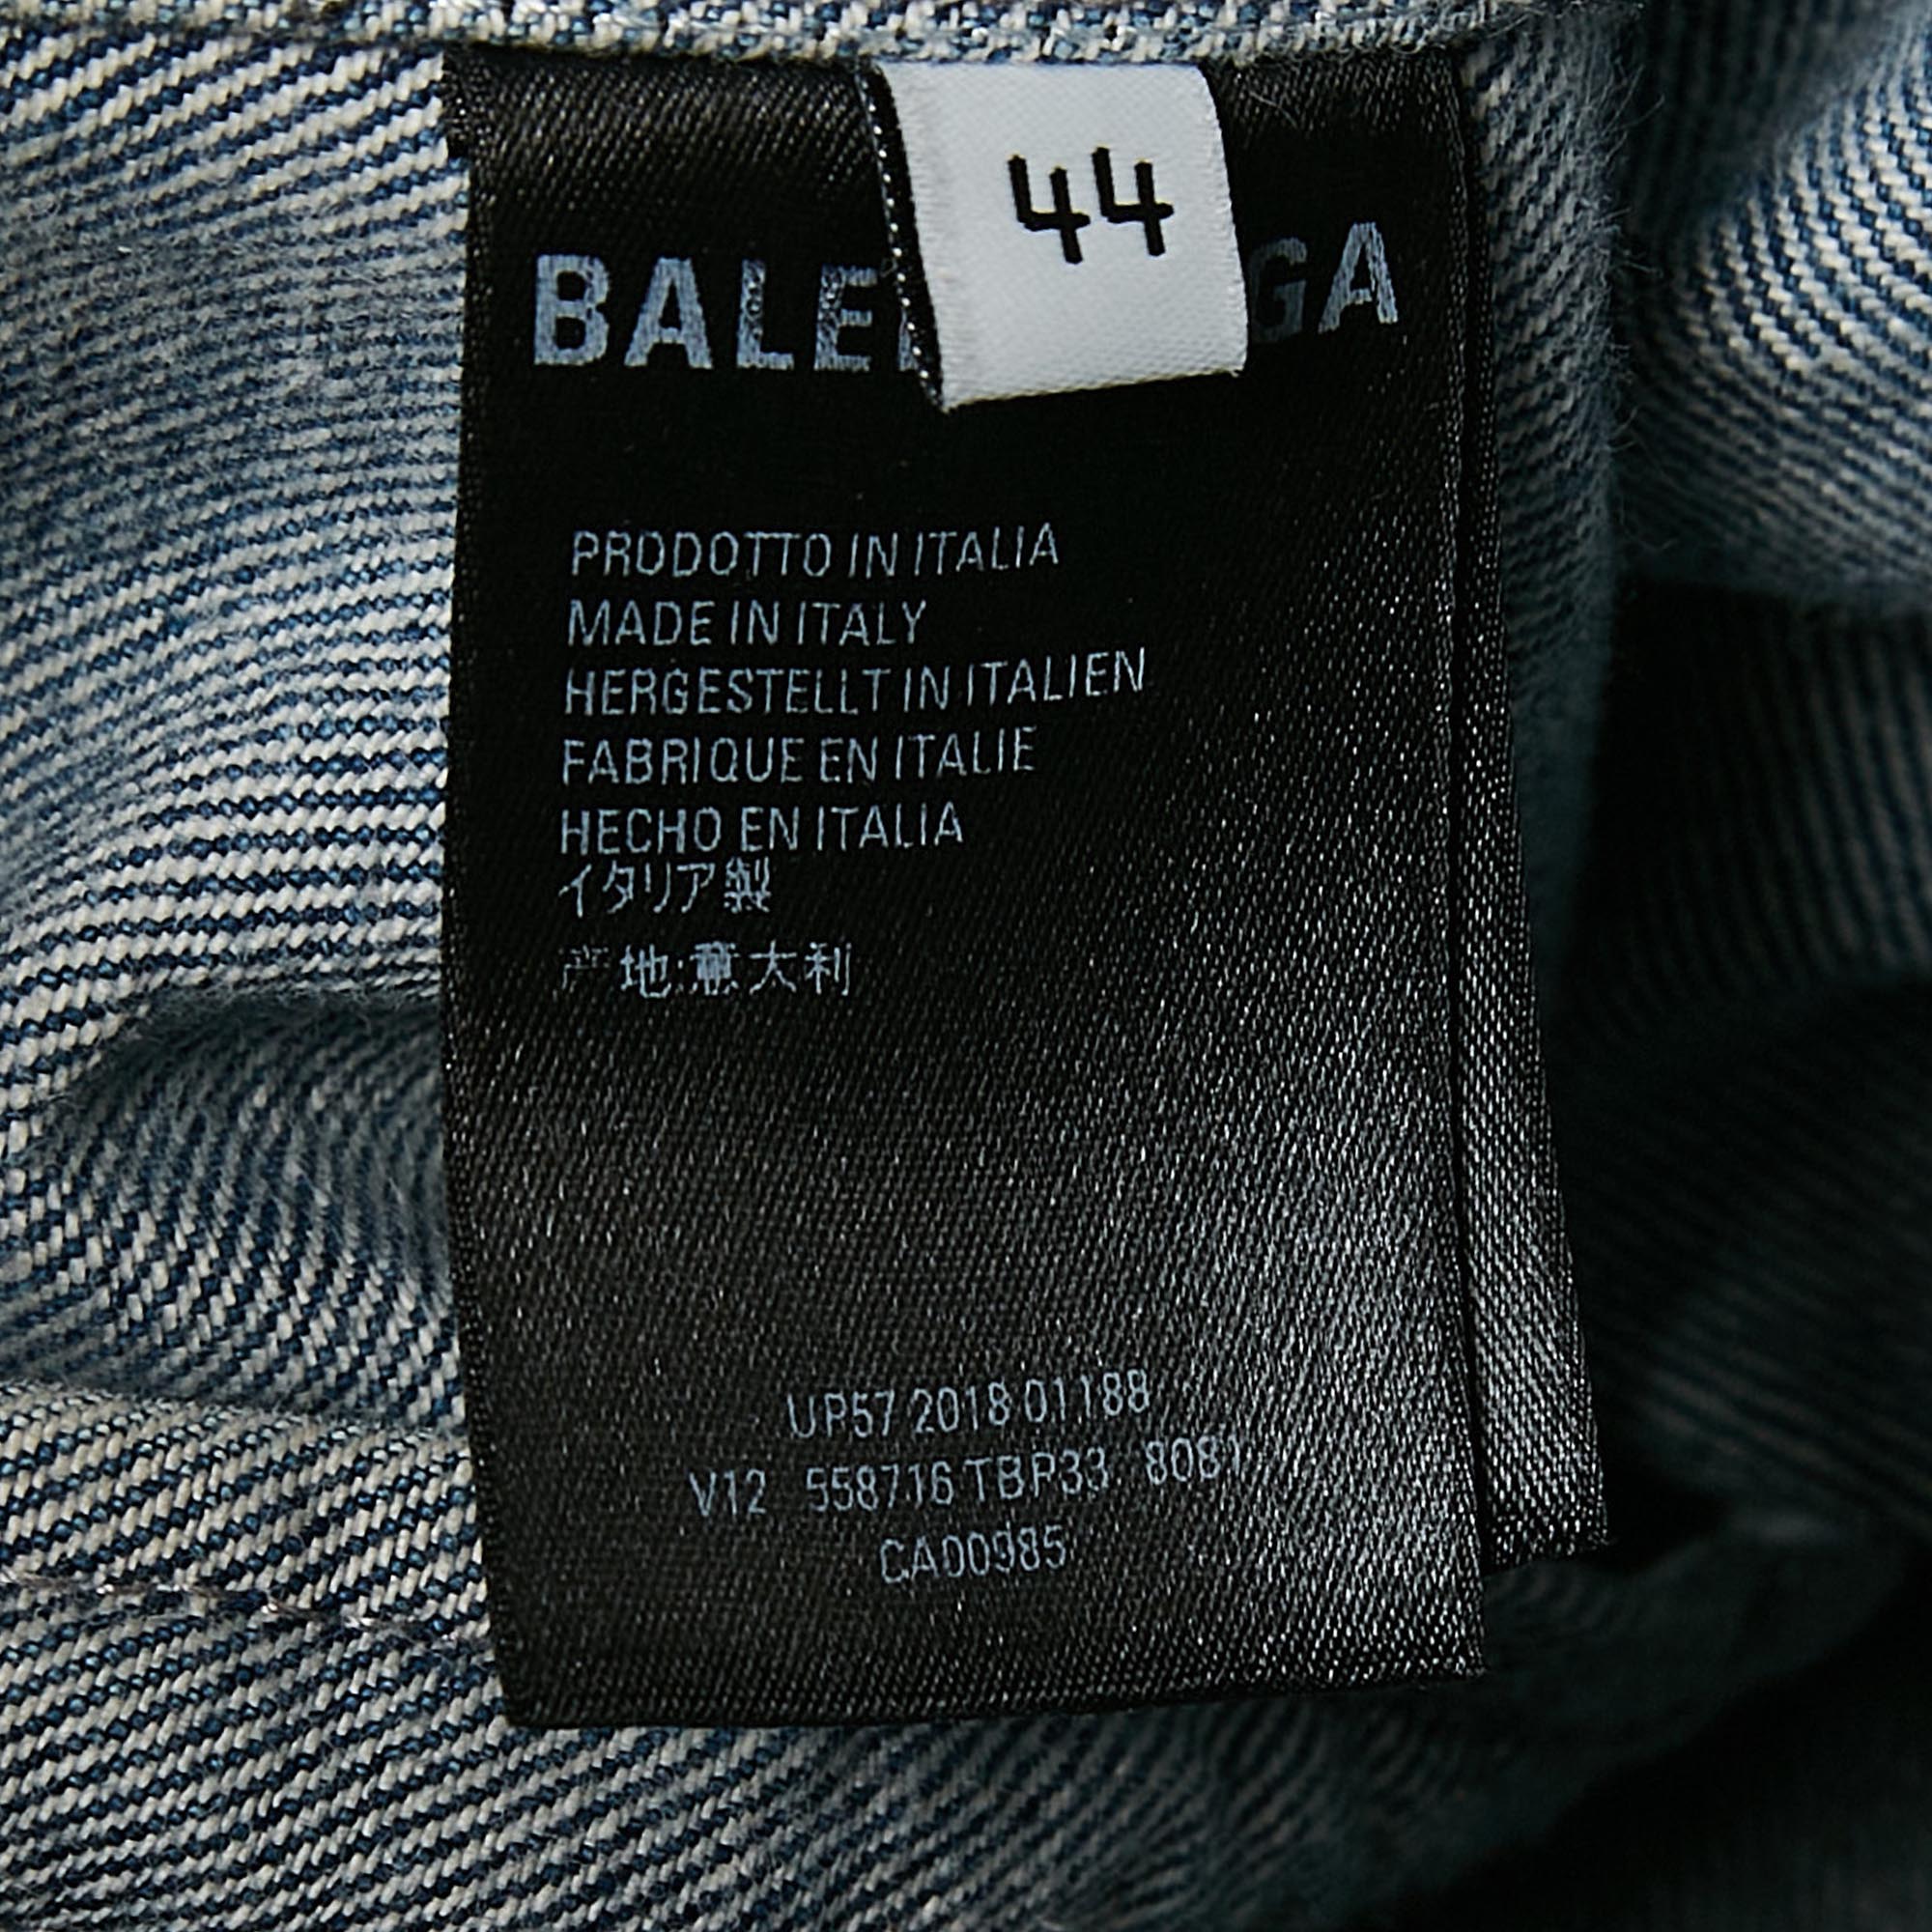 44
BALE GA
PRODOTTO IN ITALIA
MADE IN ITALY
HERGESTELLT IN ITALIEN
FABRIQUE EN ITALIE
HECHO EN ITALIA
イタリア製
产地:意大利
UP57 2018 01188
V12 558716 TBP33 8081
CA00985